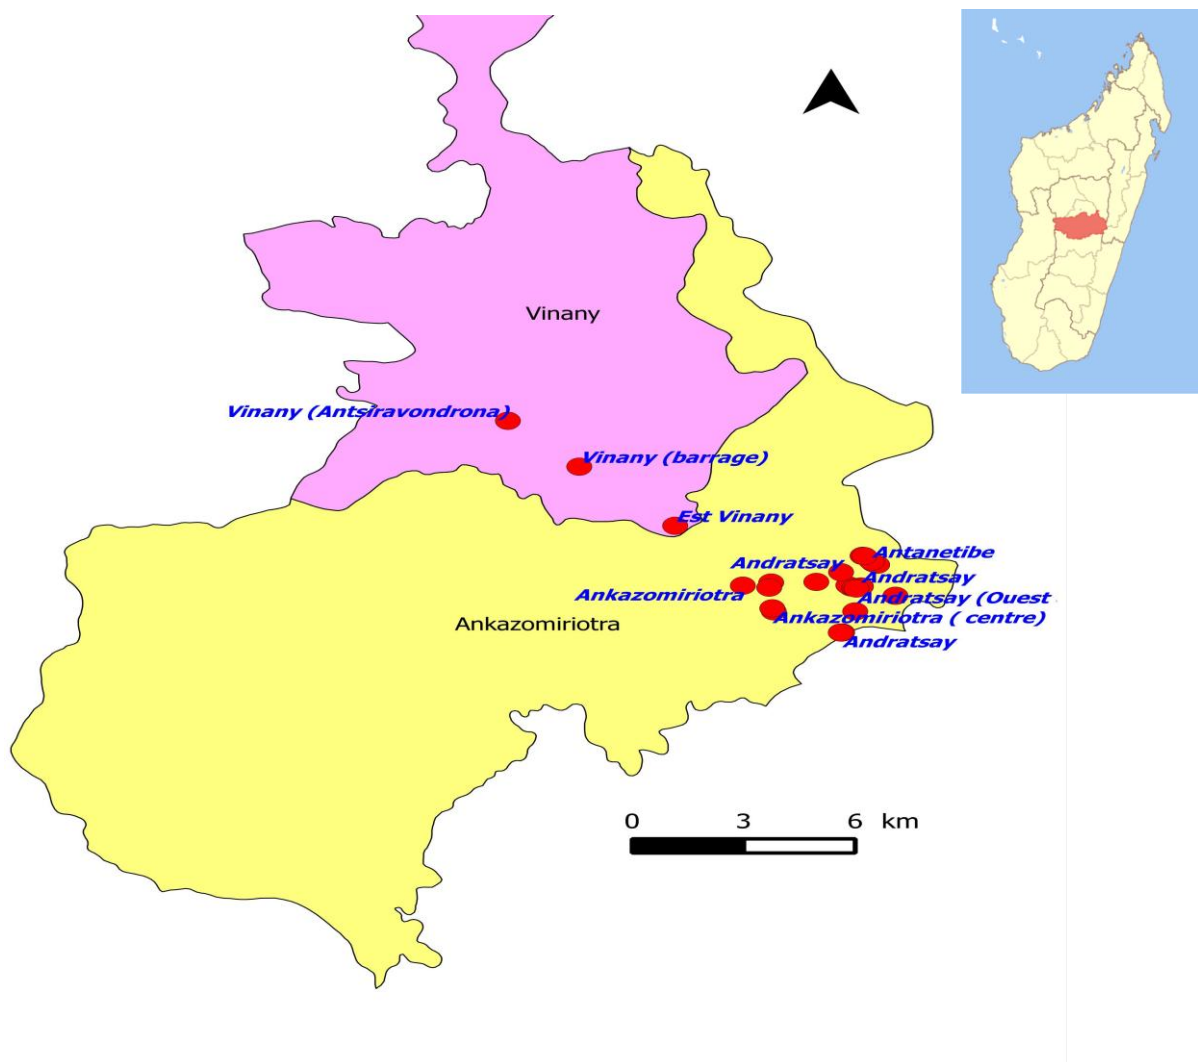 Vinany
Vinany (Antsiravondrona)
Vinany (barrage)
Est Vinany
Antanetibe
Andratsay
Andratsay
Ankazomiriotra
Andratsay (Ouest
Ankazomiriotra ( centre)
Ankazomiriotra
Andratsay
0 3 6 km